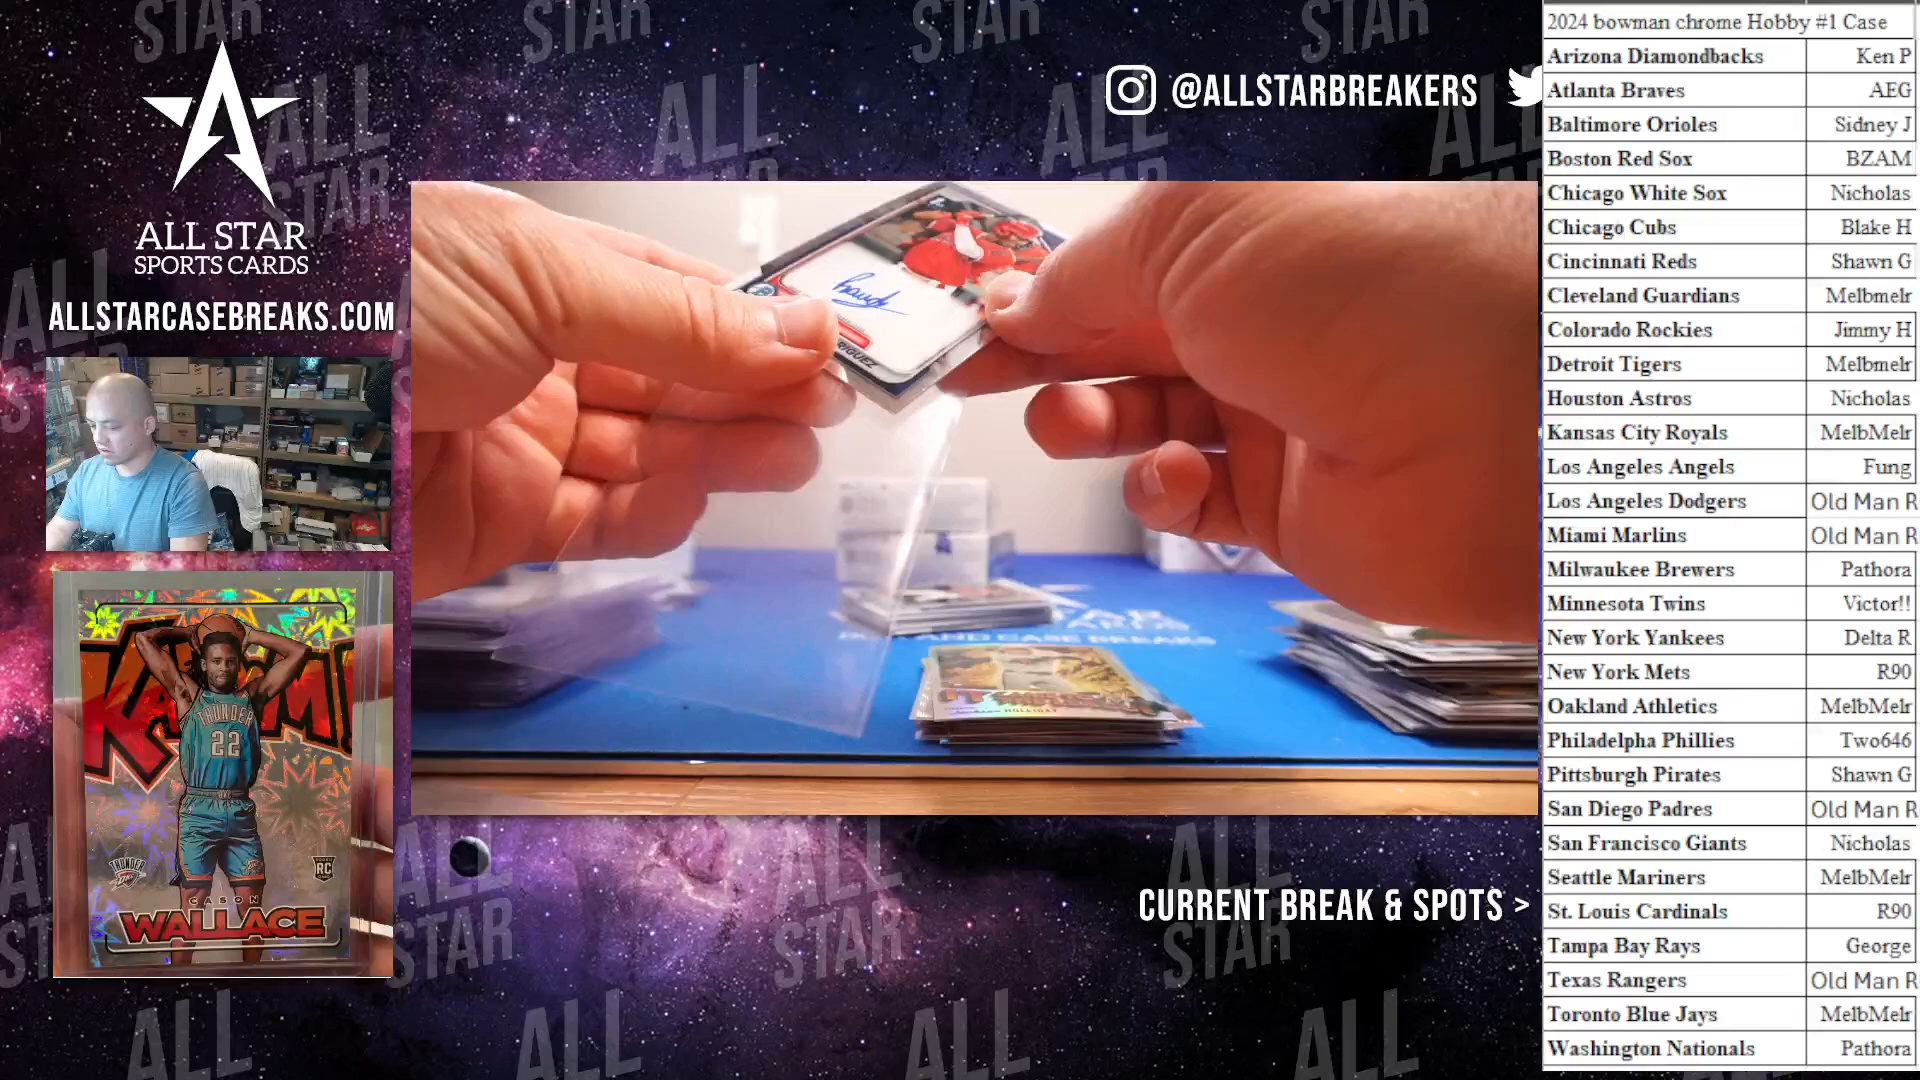 ALL STAR
SPORTS CARDS
ALLSTARCASEBREAKS.COM
@ALLSTARBREAKERS
KABOOM!
THUNDER
22
THUNDER
RC
CASON
WALLACE
CURRENT BREAK & SPOTS >
2024 bowman chrome Hobby #1 Case
Arizona Diamondbacks Ken P
Atlanta Braves AEG
Baltimore Orioles Sidney J
Boston Red Sox BZAM
Chicago White Sox Nicholas
Chicago Cubs Blake H
Cincinnati Reds Shawn G
Cleveland Guardians Melbmelr
Colorado Rockies Jimmy H
Detroit Tigers Melbmelr
Houston Astros Nicholas
Kansas City Royals MelbMelr
Los Angeles Angels Fung
Los Angeles Dodgers Old Man R
Miami Marlins Old Man R
Milwaukee Brewers Pathora
Minnesota Twins Victor!!
New York Yankees Delta R
New York Mets R90
Oakland Athletics MelbMelr
Philadelpha Phillies Two646
Pittsburgh Pirates Shawn G
San Diego Padres Old Man R
San Francisco Giants Nicholas
Seattle Mariners MelbMelr
St. Louis Cardinals R90
Tampa Bay Rays George
Texas Rangers Old Man R
Toronto Blue Jays MelbMelr
Washington Nationals Pathora